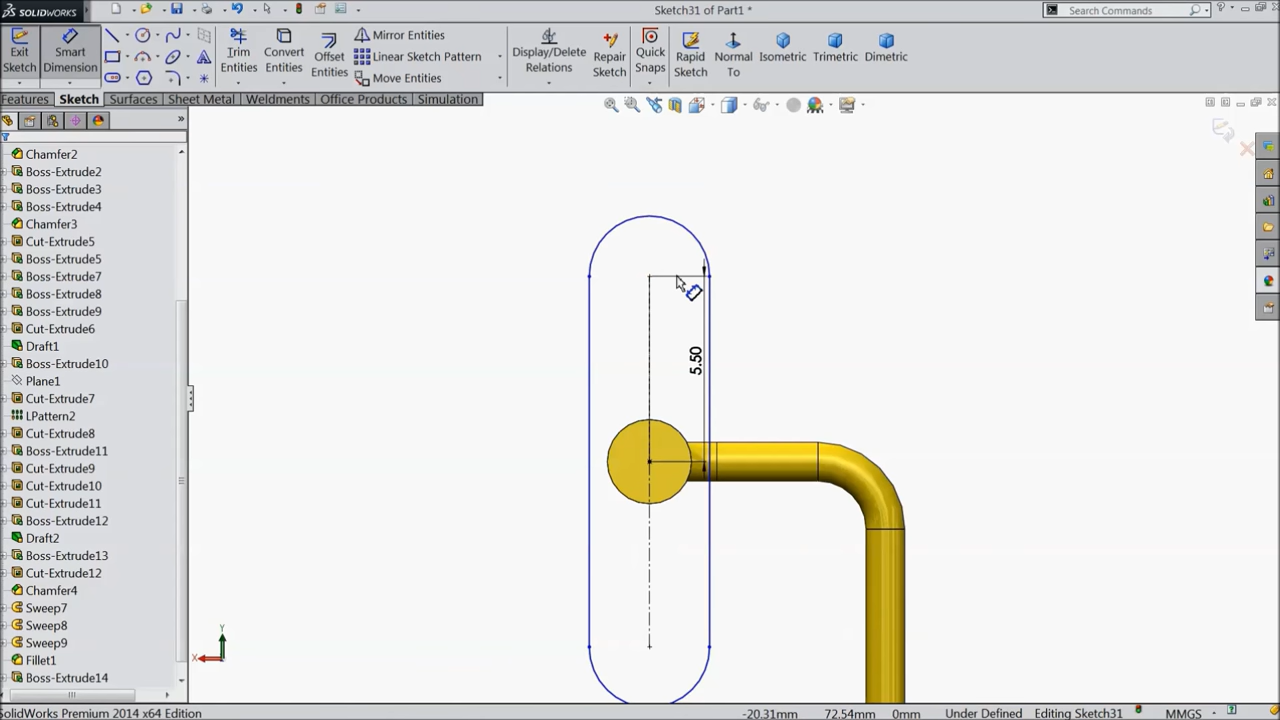 SOLIDWORKS
Sketch31 of Part1 *
Search Commands
Exit Sketch
Smart Dimension
Trim Entities
Convert Entities
Offset Entities
Mirror Entities
Linear Sketch Pattern
Move Entities
Display/Delete Relations
Repair Sketch
Quick Snaps
Rapid Sketch
Normal To
Isometric
Trimetric
Dimetric
Features
Sketch
Surfaces
Sheet Metal
Weldments
Office Products
Simulation
Chamfer2
Boss-Extrude2
Boss-Extrude3
Boss-Extrude4
Chamfer3
Cut-Extrude5
Boss-Extrude5
Boss-Extrude7
Boss-Extrude8
Boss-Extrude9
Cut-Extrude6
Draft1
Boss-Extrude10
Plane1
Cut-Extrude7
LPattern2
Cut-Extrude8
Boss-Extrude11
Cut-Extrude9
Cut-Extrude10
Cut-Extrude11
Boss-Extrude12
Draft2
Boss-Extrude13
Cut-Extrude12
Chamfer4
Sweep7
Sweep8
Sweep9
Fillet1
Boss-Extrude14
5.50
Y
X
SolidWorks Premium 2014 x64 Edition
-20.31mm
72.54mm
0mm
Under Defined
Editing Sketch31
MMGS